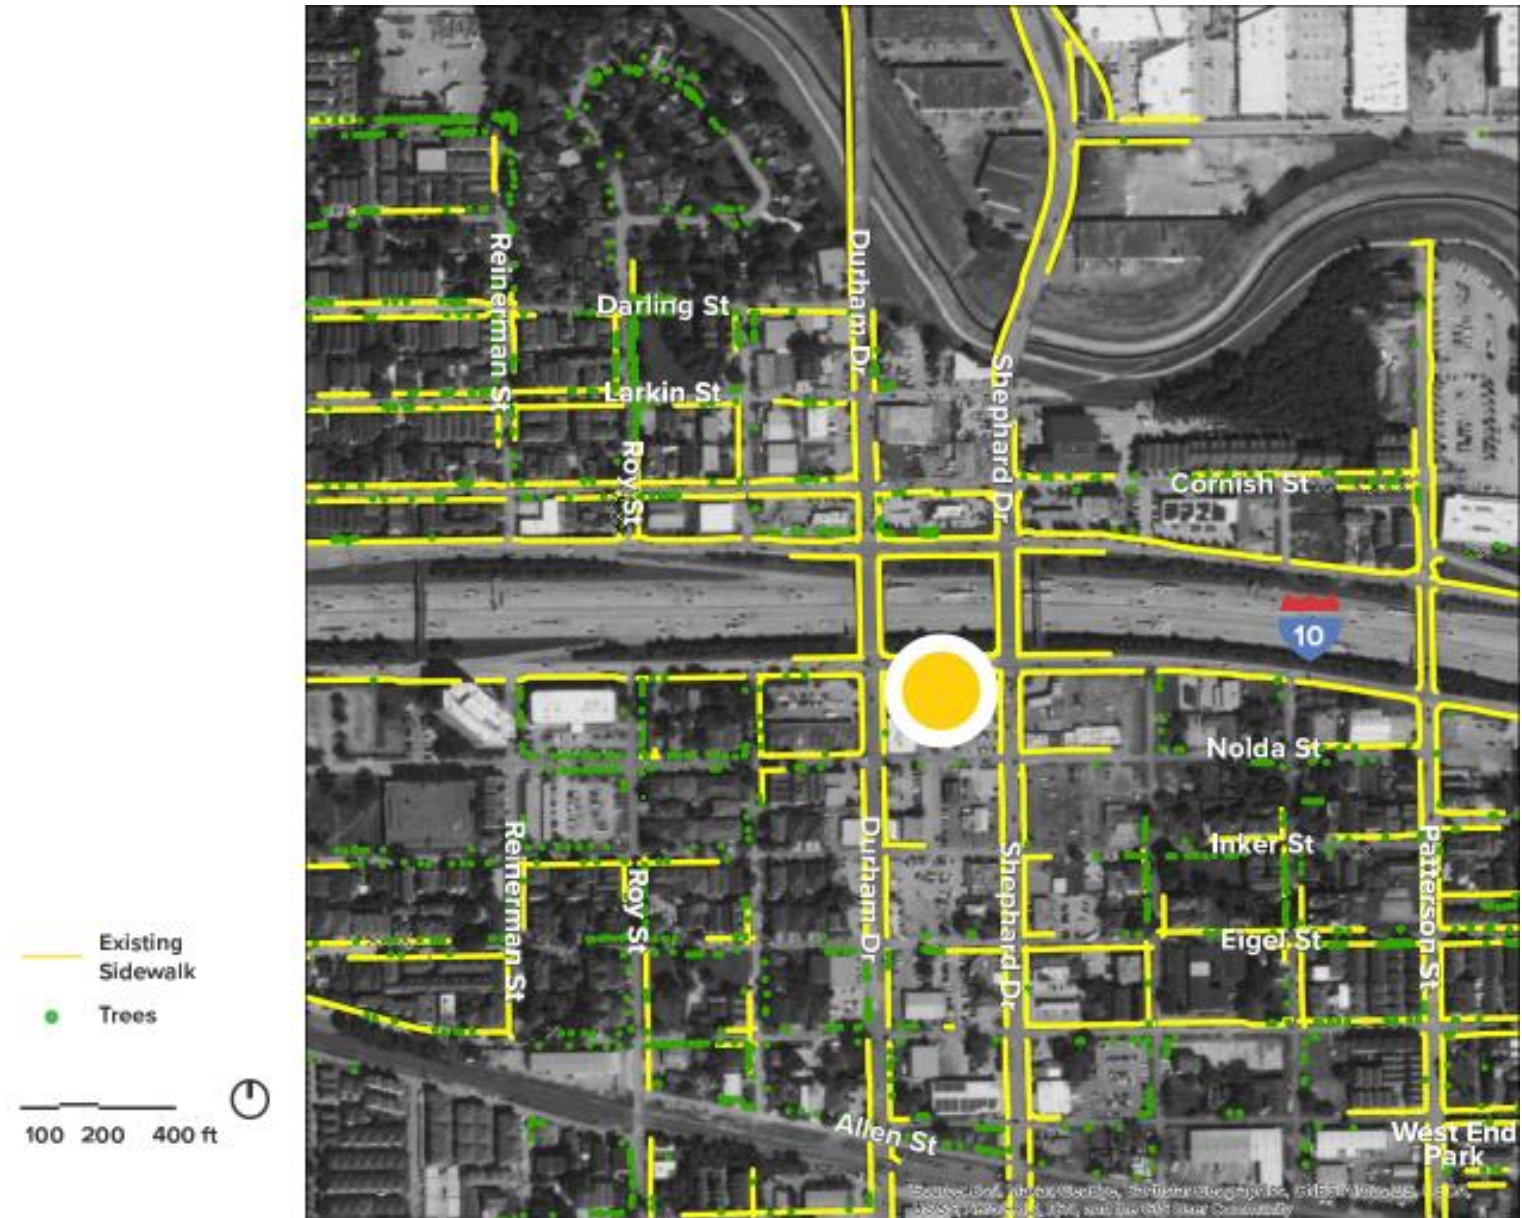 Reinerman St
Durham Dr
Darling St
Shephard Dr
Larkin St
Roy St
Cornish St
10
Nolda St
Reinerman St
Durham Dr
Shephard Dr
Inker St
Patterson St
Roy St
Eigel St
Existing
Sidewalk
Trees
100 200 400 ft
Allen St
West End
Park